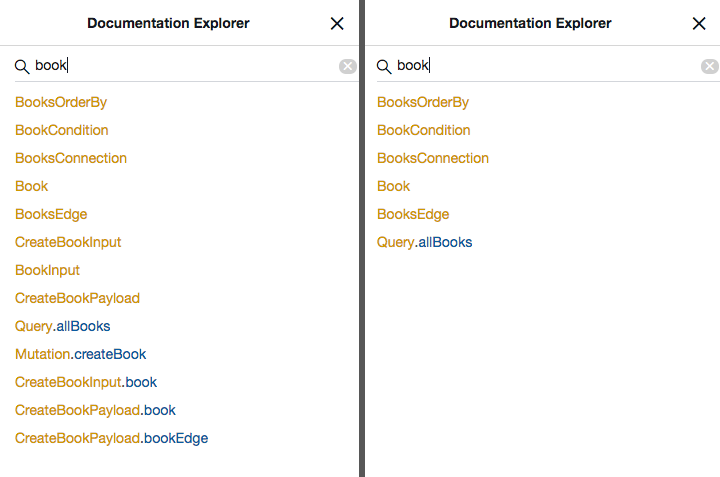 Documentation Explorer
book
BooksOrderBy
BookCondition
BooksConnection
Book
BooksEdge
CreateBookInput
BookInput
CreateBookPayload
Query.allBooks
Mutation.createBook
CreateBookInput.book
CreateBookPayload.book
CreateBookPayload.bookEdge
Documentation Explorer
book
BooksOrderBy
BookCondition
BooksConnection
Book
BooksEdge
Query.allBooks